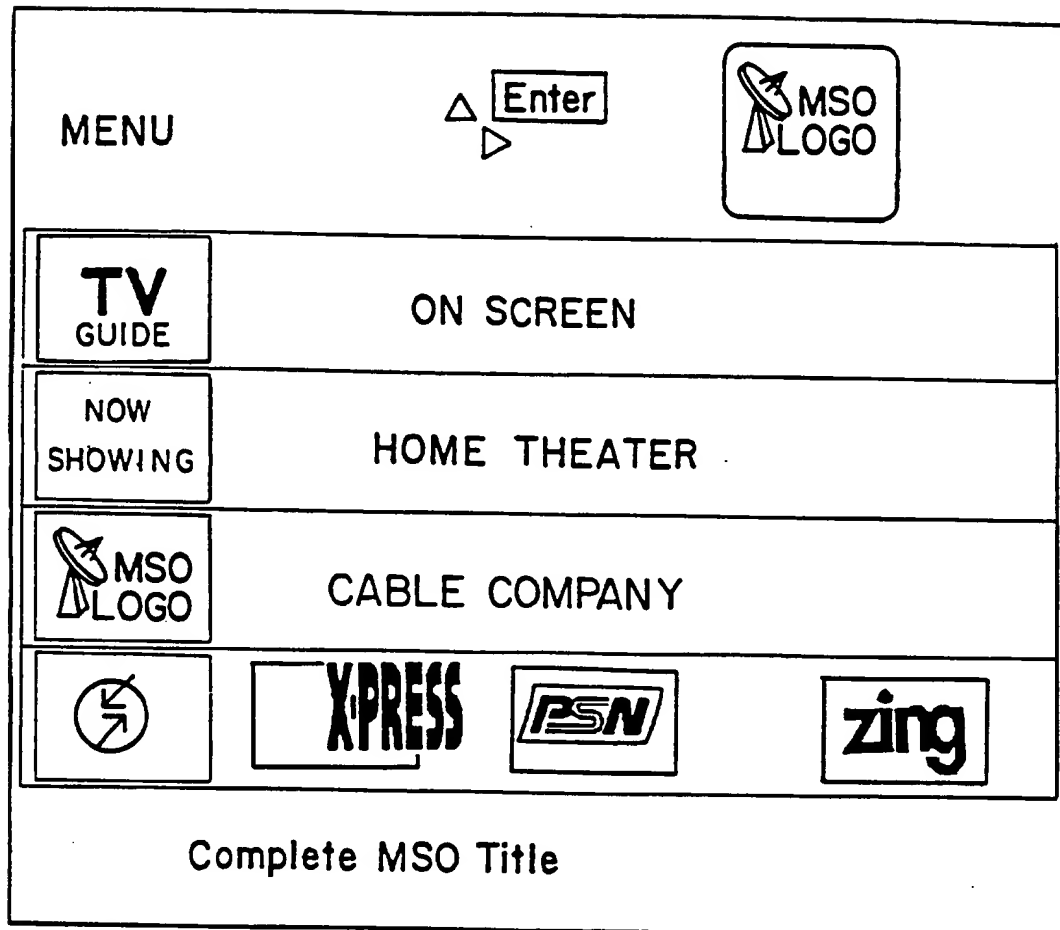 MENU
Enter
MSO
LOGO
TV
GUIDE
ON SCREEN
NOW
SHOWING
HOME THEATER
MSO
LOGO
CABLE COMPANY
X·PRESS
PSN
zing
Complete MSO Title